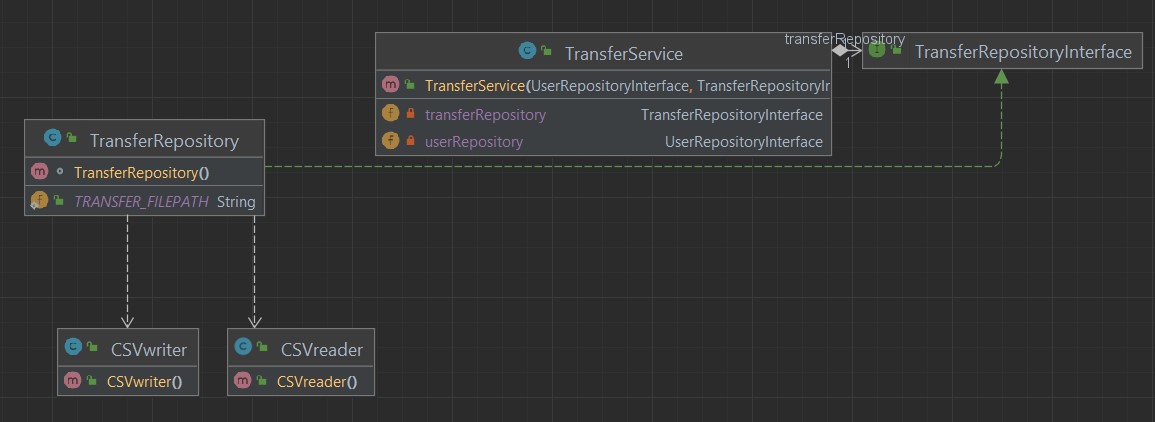 transferRepository
1
TransferService
TransferRepositoryInterface
TransferService(UserRepositoryInterface, TransferRepositoryIr
transferRepository TransferRepositoryInterface
userRepository UserRepositoryInterface
TransferRepository
TransferRepository()
TRANSFER_FILEPATH String
CSVwriter
CSVwriter()
CSVreader
CSVreader()